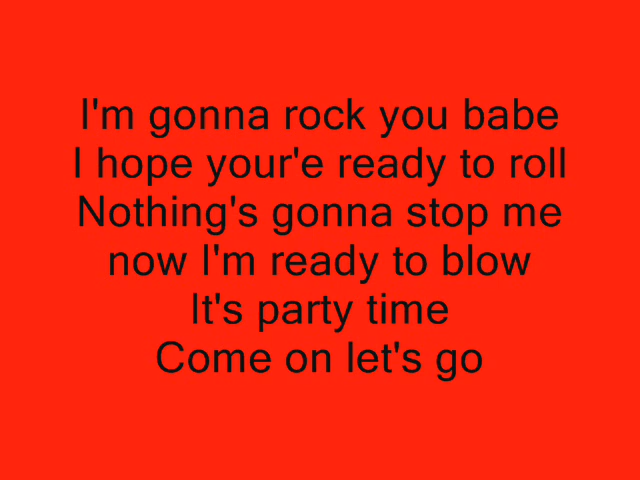 I'm gonna rock you babe
I hope your'e ready to roll
Nothing's gonna stop me
now I'm ready to blow
It's party time
Come on let's go